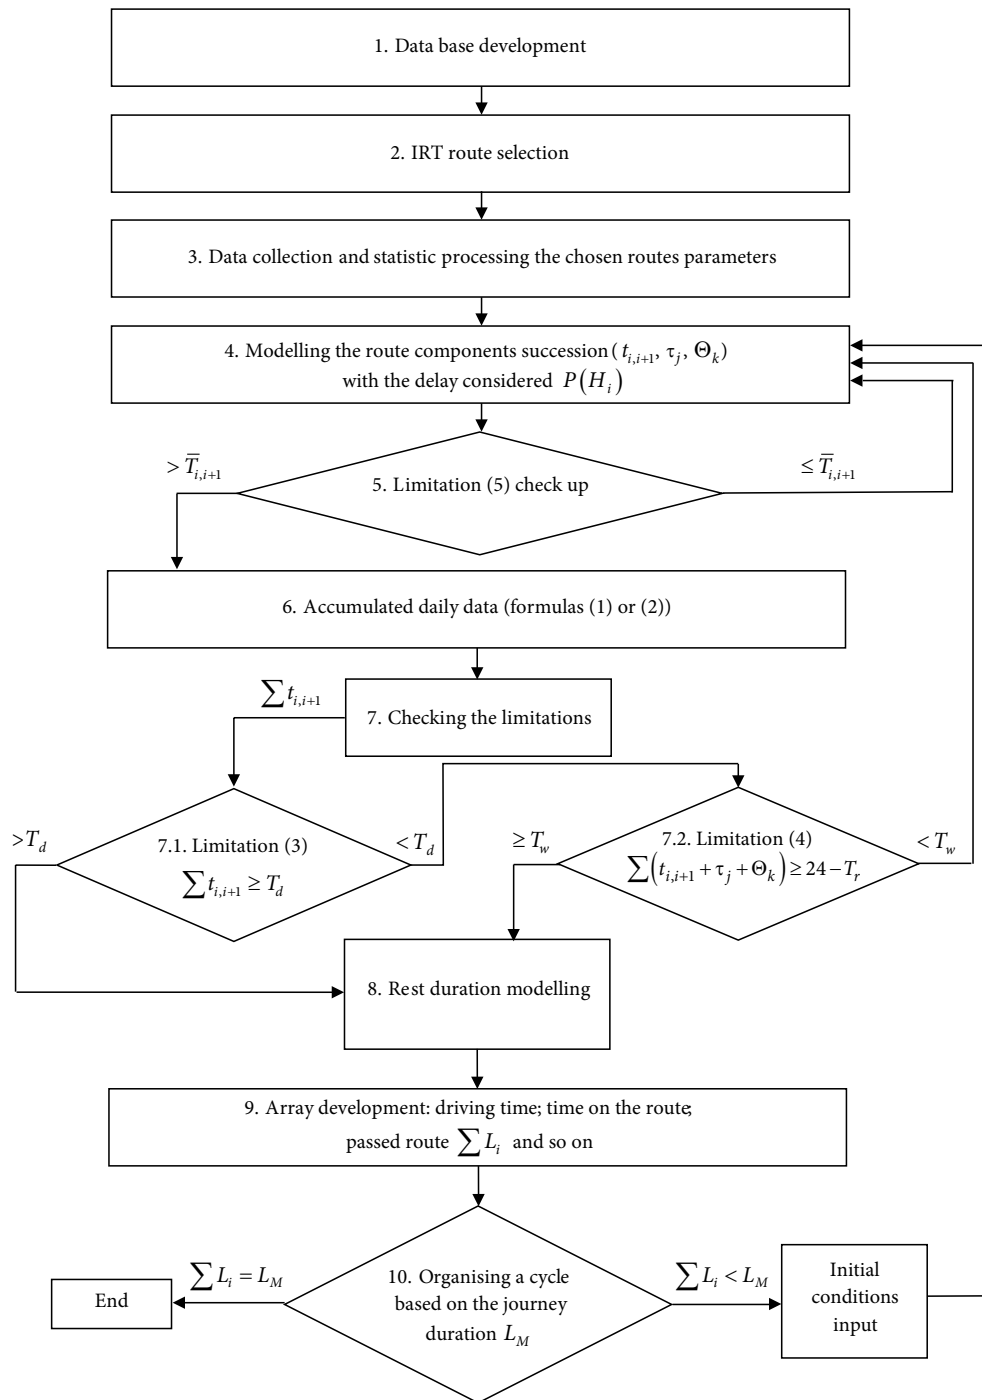 1. Data base development
2. IRT route selection
3. Data collection and statistic processing the chosen routes parameters
4. Modelling the route components succession ( t_{i,i+1}, τ_j, Θ_k )
with the delay considered P(H_i)
> T̅_{i,i+1}
≤ T̅_{i,i+1}
5. Limitation (5) check up
6. Accumulated daily data (formulas (1) or (2))
∑ t_{i,i+1}
7. Checking the limitations
>T_d
7.1. Limitation (3)
∑ t_{i,i+1} ≥ T_d
< T_d
≥ T_w
7.2. Limitation (4)
∑(t_{i,i+1} + τ_j + Θ_k) ≥ 24 − T_r
< T_w
8. Rest duration modelling
9. Array development: driving time; time on the route;
passed route ∑ L_i and so on
End
∑ L_i = L_M
10. Organising a cycle
based on the journey
duration L_M
∑ L_i < L_M
Initial
conditions
input